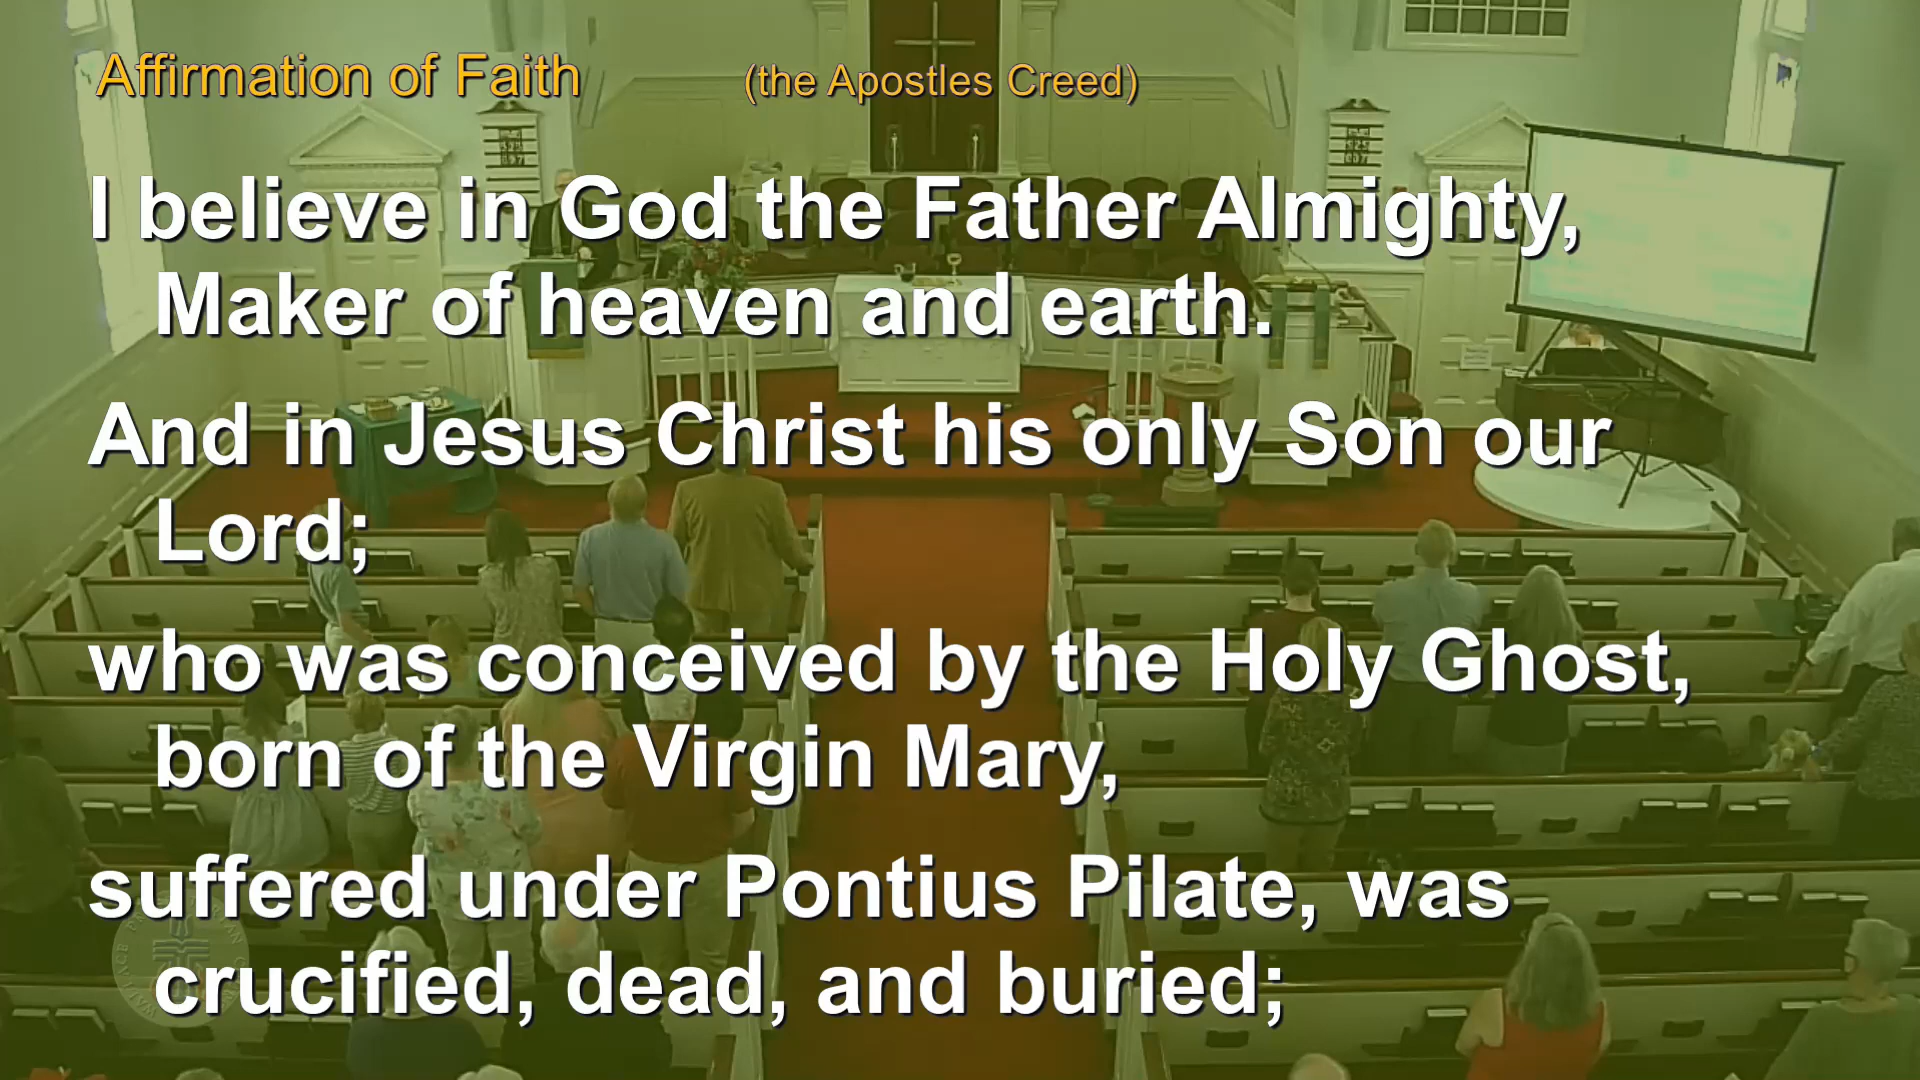 Affirmation of Faith (the Apostles Creed)
I believe in God the Father Almighty,
Maker of heaven and earth.
And in Jesus Christ his only Son our
Lord;
who was conceived by the Holy Ghost,
born of the Virgin Mary,
suffered under Pontius Pilate, was
crucified, dead, and buried;